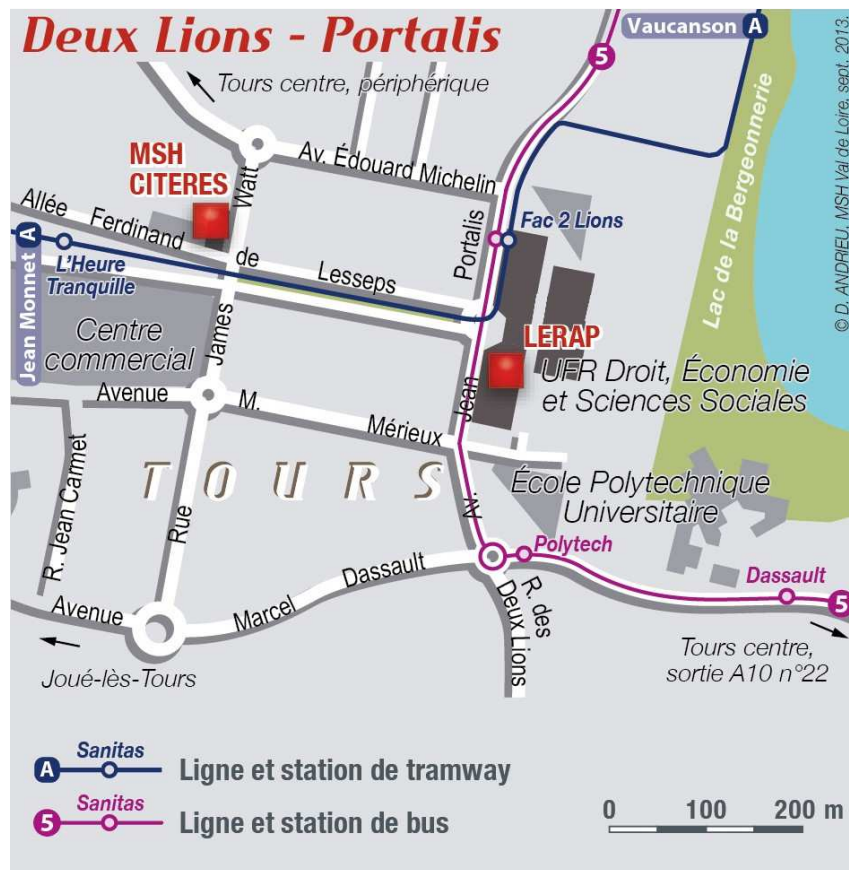 Deux Lions - Portalis
Vaucanson A
5
© D. ANDRIEU, MSH Val de Loire, sept. 2013.
Tours centre, périphérique
MSH
CITERES
Av. Édouard Michelin
Watt
Allée Ferdinand de Lesseps
Jean Monnet A
L'Heure
Tranquille
Portalis
Fac 2 Lions
Lac de la Bergeonnerie
Centre
commercial
James
LERAP
UFR Droit, Économie
et Sciences Sociales
Jean
Avenue M. Mérieux
TOURS
R. Jean Carmet
Rue
Av.
École Polytechnique
Universitaire
Polytech
Dassault
5
Avenue Marcel Dassault
R. des
Deux Lions
Joué-lès-Tours
Tours centre,
sortie A10 n°22
Sanitas
A Ligne et station de tramway
Sanitas
5 Ligne et station de bus
0 100 200 m